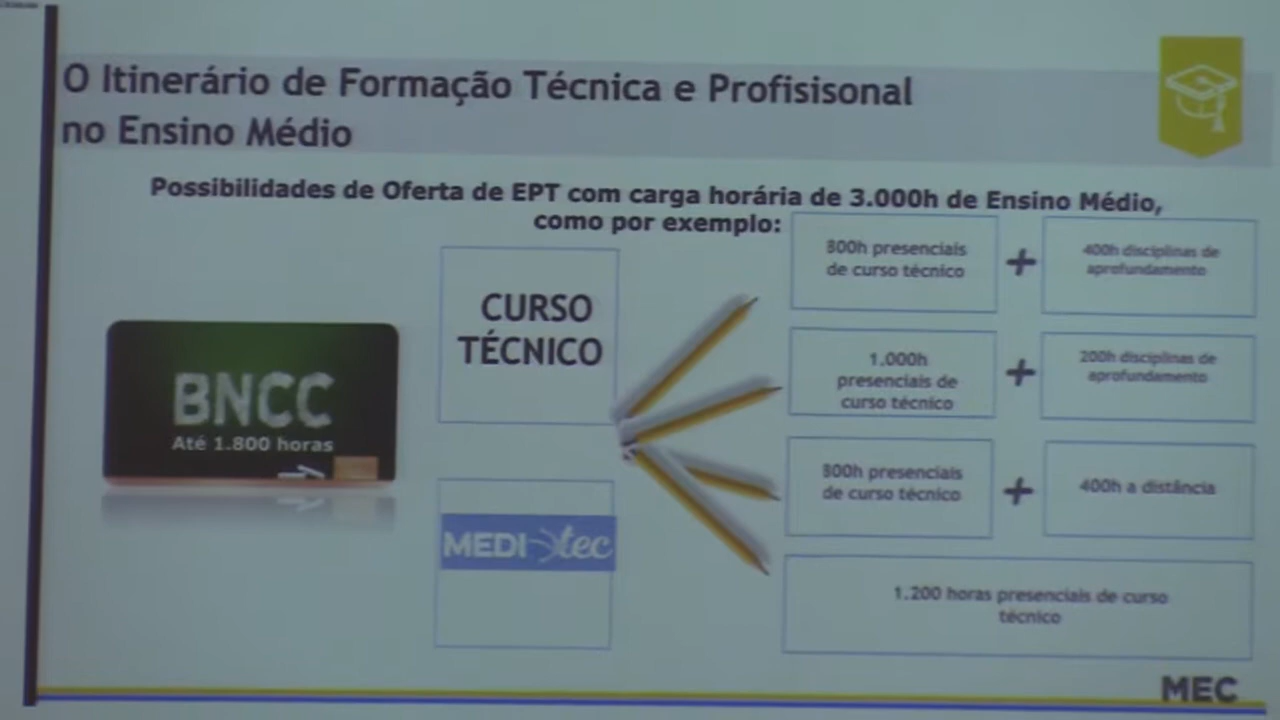 O Itinerário de Formação Técnica e Profisisonal
no Ensino Médio
Possibilidades de Oferta de EPT com carga horária de 3.000h de Ensino Médio,
como por exemplo:
BNCC
Até 1.800 horas
CURSO
TÉCNICO
MEDIOtec
800h presenciais
de curso técnico
+
400h disciplinas de
aprofundamento
1.000h
presenciais de
curso técnico
+
200h disciplinas de
aprofundamento
800h presenciais
de curso técnico
+
400h a distância
1.200 horas presenciais de curso
técnico
MEC